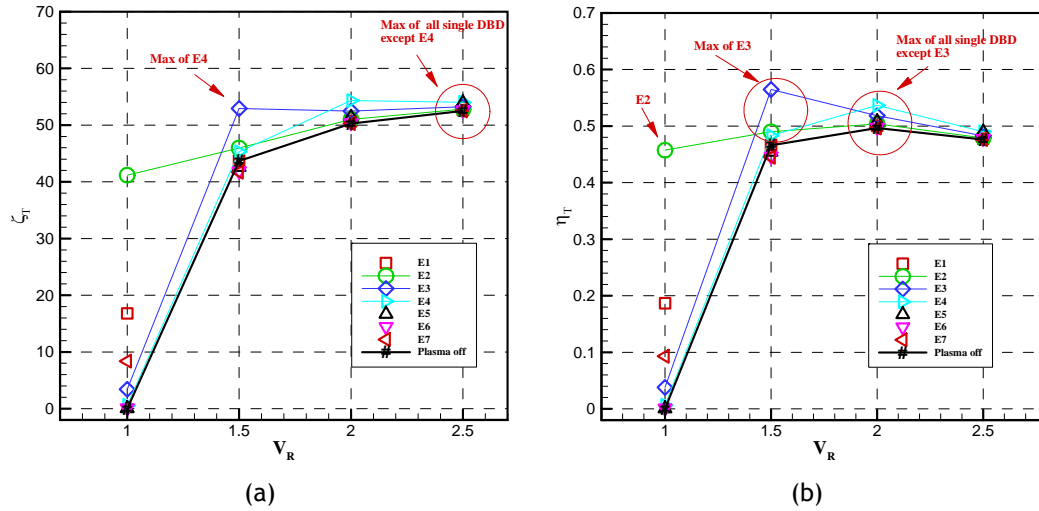 Max of all single DBD
except E4
Max of E4
70
60
50
40
30
20
10
0
ζT
1
1.5
2
2.5
VR
E1
E2
E3
E4
E5
E6
E7
# Plasma off
(a)
Max of E3
Max of all single DBD
except E3
E2
0.7
0.6
0.5
0.4
0.3
0.2
0.1
0
ηT
1
1.5
2
2.5
VR
E1
E2
E3
E4
E5
E6
E7
# Plasma off
(b)